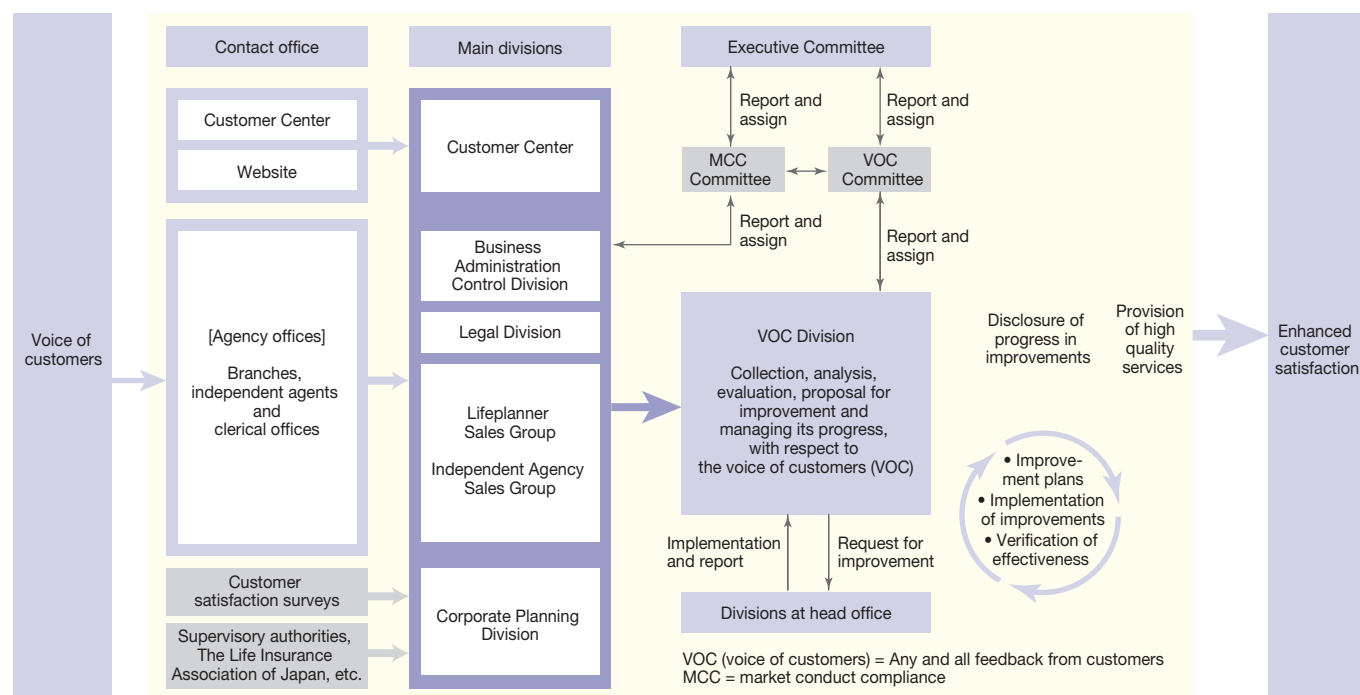 Voice of
customers
Contact office
Customer Center
Website
[Agency offices]
Branches,
independent agents
and
clerical offices
Customer
satisfaction surveys
Supervisory authorities,
The Life Insurance
Association of Japan, etc.
Main divisions
Customer Center
Business
Administration
Control Division
Legal Division
Lifeplanner
Sales Group
Independent Agency
Sales Group
Corporate Planning
Division
Executive Committee
Report and
assign
Report and
assign
MCC
Committee
VOC
Committee
Report and
assign
Report and
assign
VOC Division
Collection, analysis,
evaluation, proposal for
improvement and
managing its progress,
with respect to
the voice of customers (VOC)
Implementation
and report
Request for
improvement
Divisions at head office
VOC (voice of customers) = Any and all feedback from customers
MCC = market conduct compliance
Disclosure of
progress in
improvements
Provision
of high
quality
services
• Improve-
ment plans
• Implementation
of improvements
• Verification of
effectiveness
Enhanced
customer
satisfaction